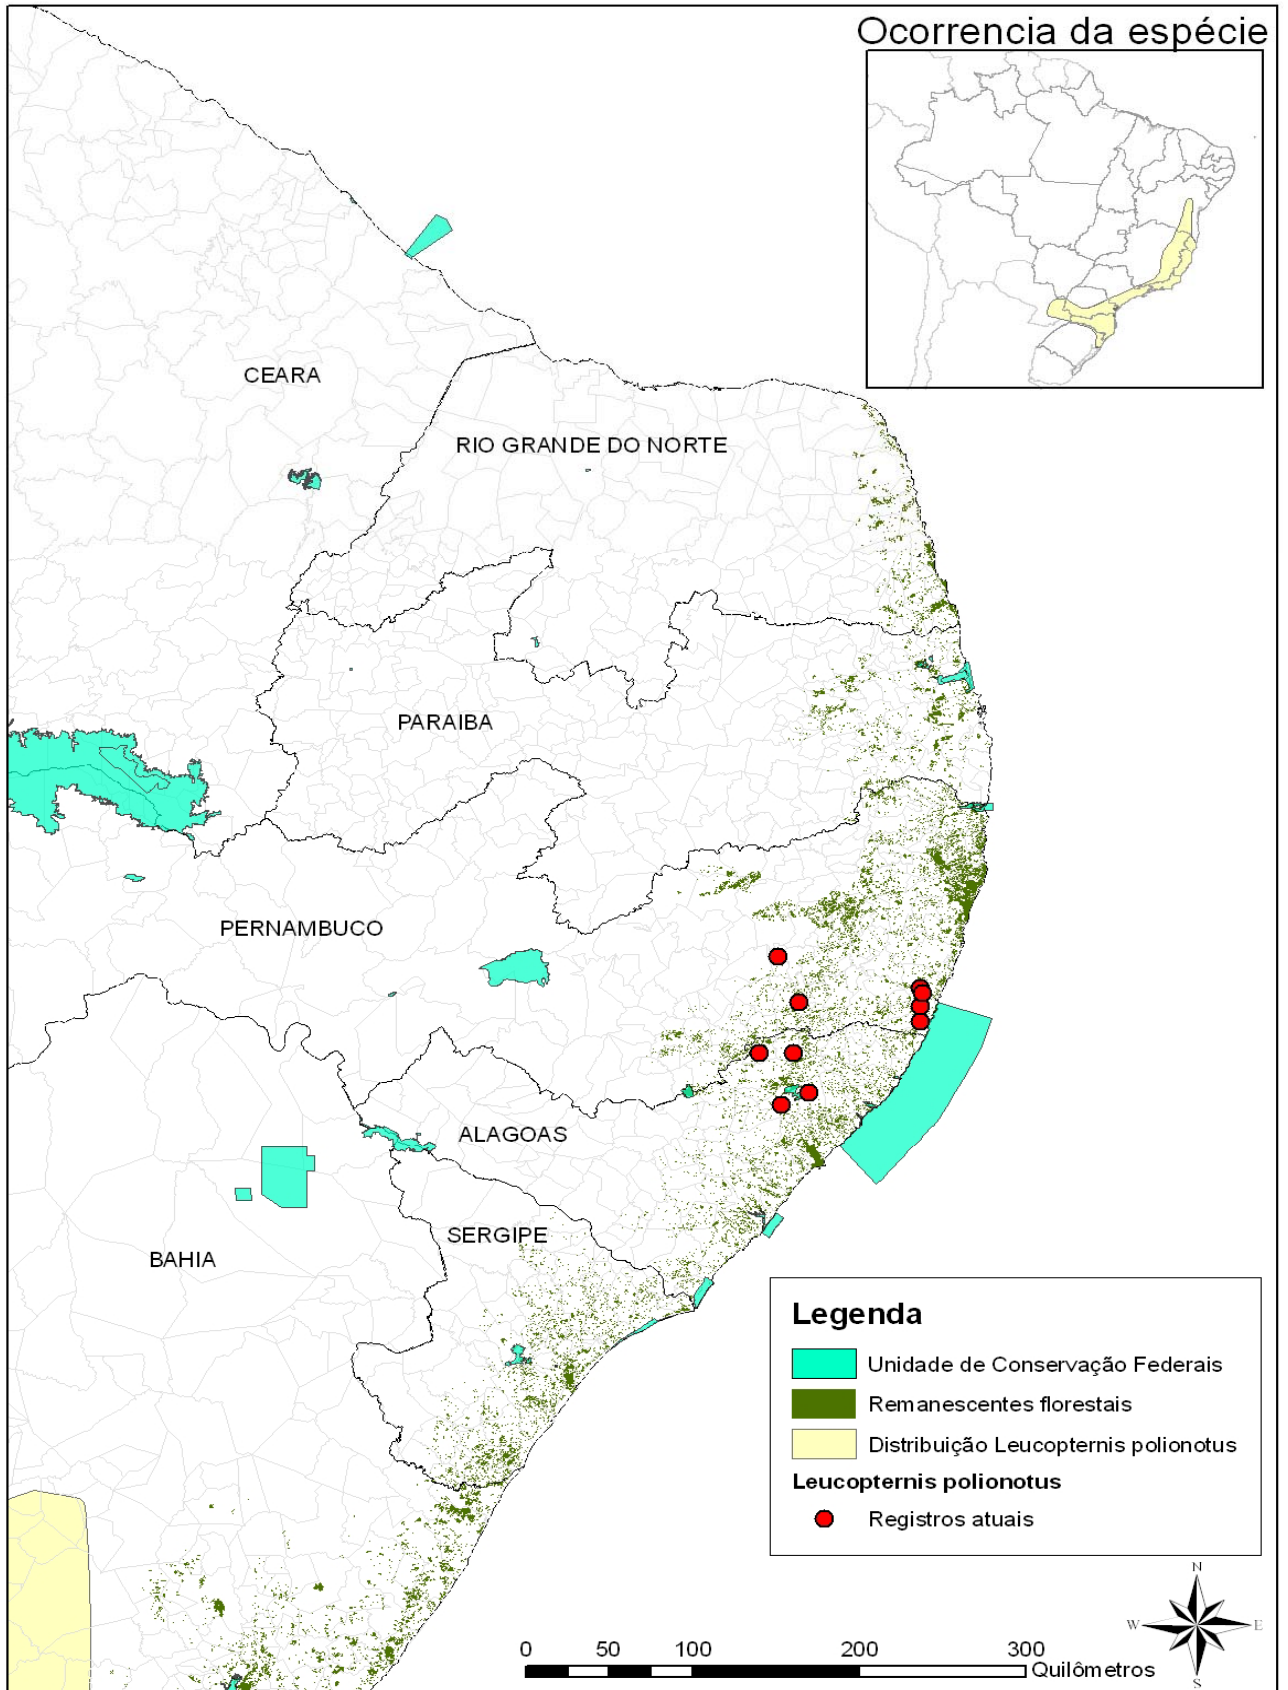 Ocorrencia da espécie
CEARA
RIO GRANDE DO NORTE
PARAIBA
PERNAMBUCO
ALAGOAS
SERGIPE
BAHIA
Legenda
Unidade de Conservação Federais
Remanescentes florestais
Distribuição Leucopternis polionotus
Leucopternis polionotus
Registros atuais
N
W E
S
0 50 100 200 300
Quilômetros